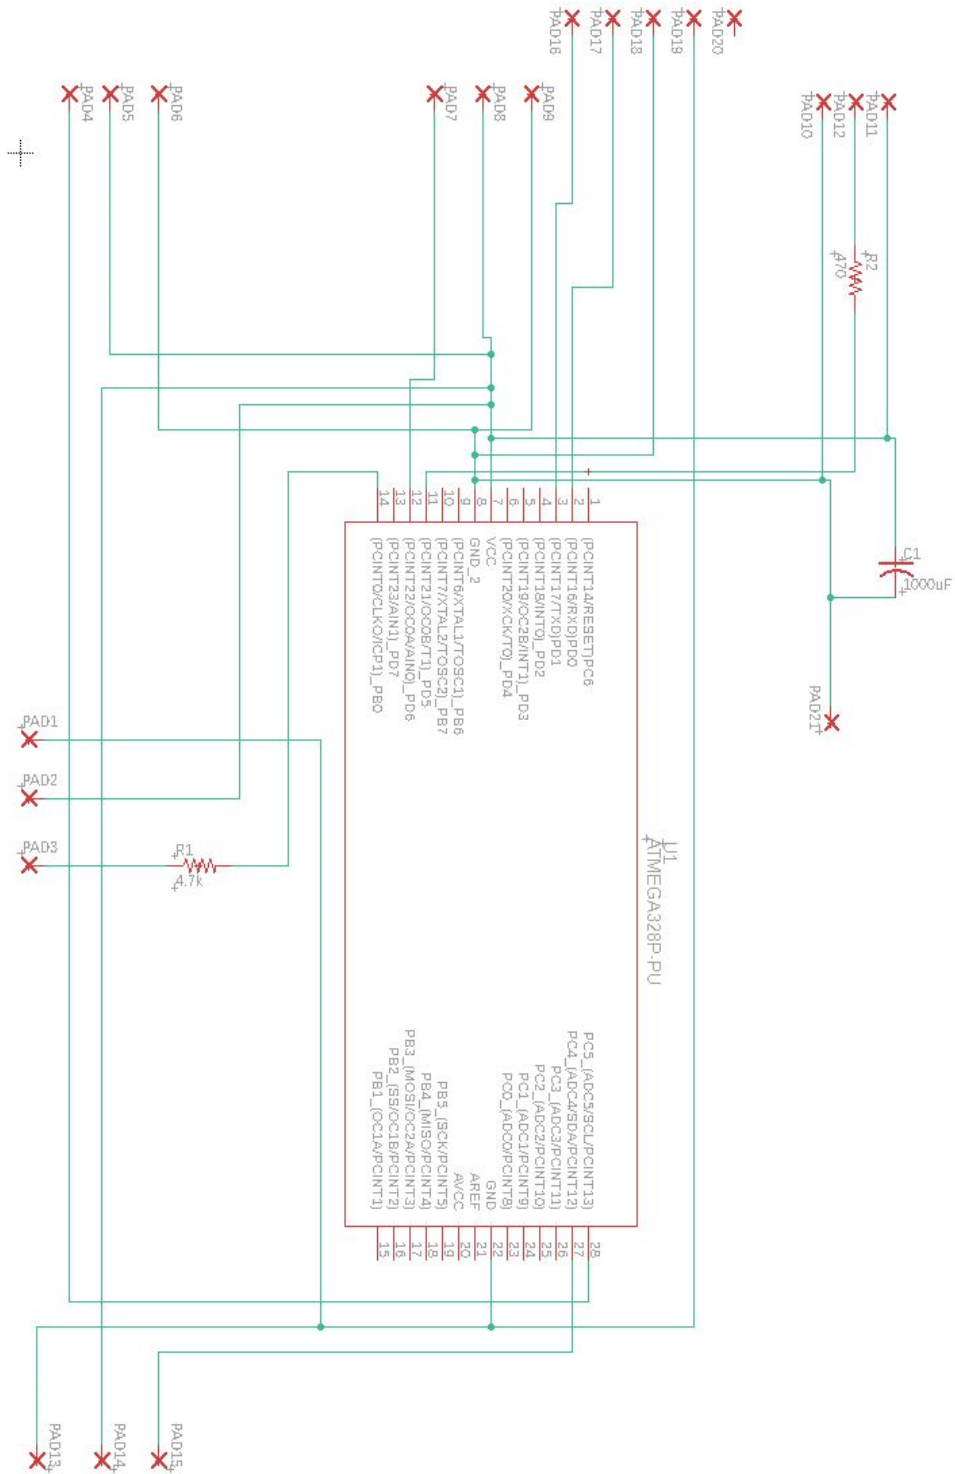 PAD16
PAD17
PAD18
PAD19
PAD20
PAD4
PAD5
PAD6
PAD7
PAD8
PAD9
PAD10
PAD12
PAD11
R2
470
14
13
12
11
10
9
8
7
6
5
4
3
2
1
(PCINT0/CLKO/ICP1)_PB0
(PCINT23/AIN1)_PD7
(PCINT22/OC0A/AIN0)_PD6
(PCINT21/OC0B/T1)_PD5
(PCINT7/XTAL2/TOSC2)_PB7
(PCINT6/XTAL1/TOSC1)_PB6
GND_2
VCC
(PCINT20/XCK/T0)_PD4
(PCINT19/OC2B/INT1)_PD3
(PCINT18/INT0)_PD2
(PCINT17/TXD)PD1
(PCINT16/RXD)PD0
(PCINT14/RESET)PC6
C1
1000uF
PAD21
PAD1
PAD2
PAD3
R1
4.7k
U1
ATMEGA328P-PU
PB1_(OC1A/PCINT1)
PB2_(SS/OC1B/PCINT2)
PB3_(MOSI/OC2A/PCINT3)
PB4_(MISO/PCINT4)
PB5_(SCK/PCINT5)
AVCC
AREF
GND
PC0_(ADC0/PCINT8)
PC1_(ADC1/PCINT9)
PC2_(ADC2/PCINT10)
PC3_(ADC3/PCINT11)
PC4_(ADC4/SDA/PCINT12)
PC5_(ADC5/SCL/PCINT13)
15
16
17
18
19
20
21
22
23
24
25
26
27
28
PAD13
PAD14
PAD15